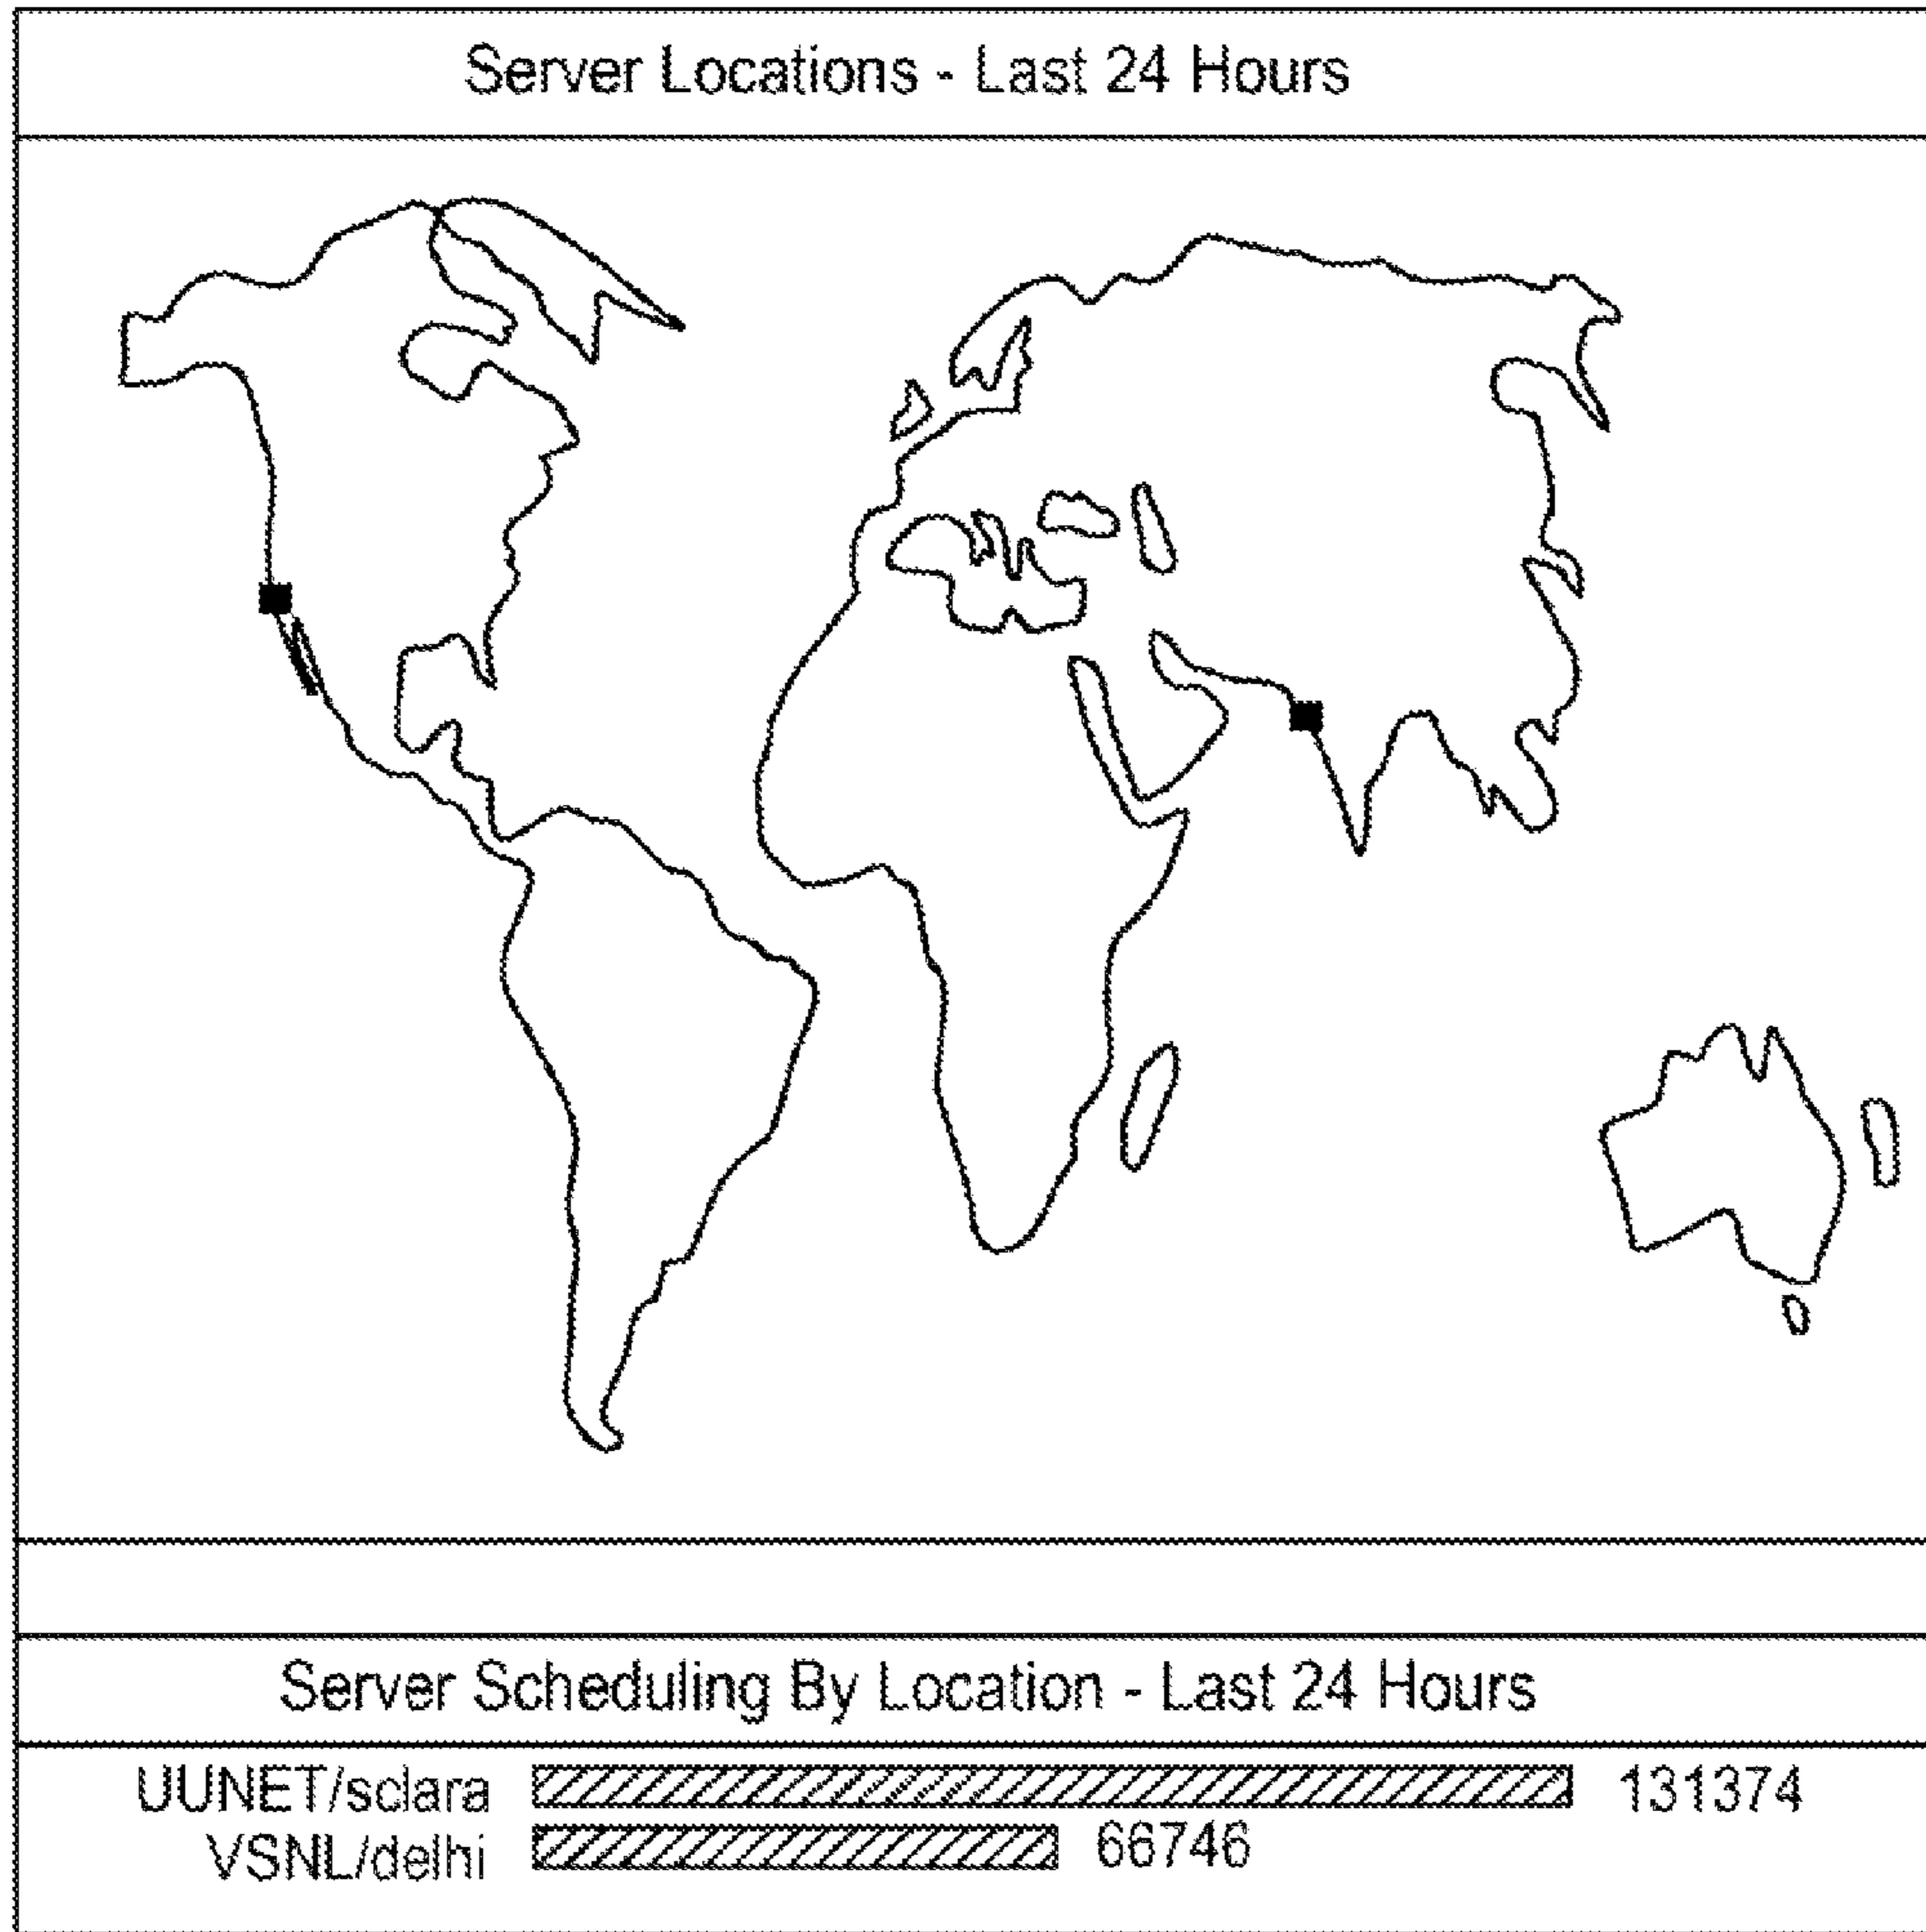 Server Locations - Last 24 Hours
Server Scheduling By Location - Last 24 Hours
UUNET/sclara 131374
VSNL/delhi 66746